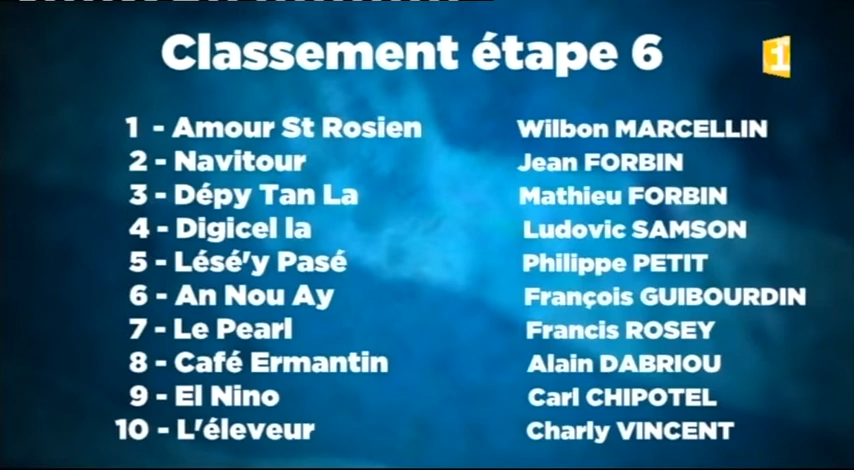 Classement étape 6
1
1 - Amour St Rosien Wilbon MARCELLIN
2 - Navitour Jean FORBIN
3 - Dépy Tan La Mathieu FORBIN
4 - Digicel la Ludovic SAMSON
5 - Lésé'y Pasé Philippe PETIT
6 - An Nou Ay François GUIBOURDIN
7 - Le Pearl Francis ROSEY
8 - Café Ermantin Alain DABRIOU
9 - El Nino Carl CHIPOTEL
10 - L'éleveur Charly VINCENT